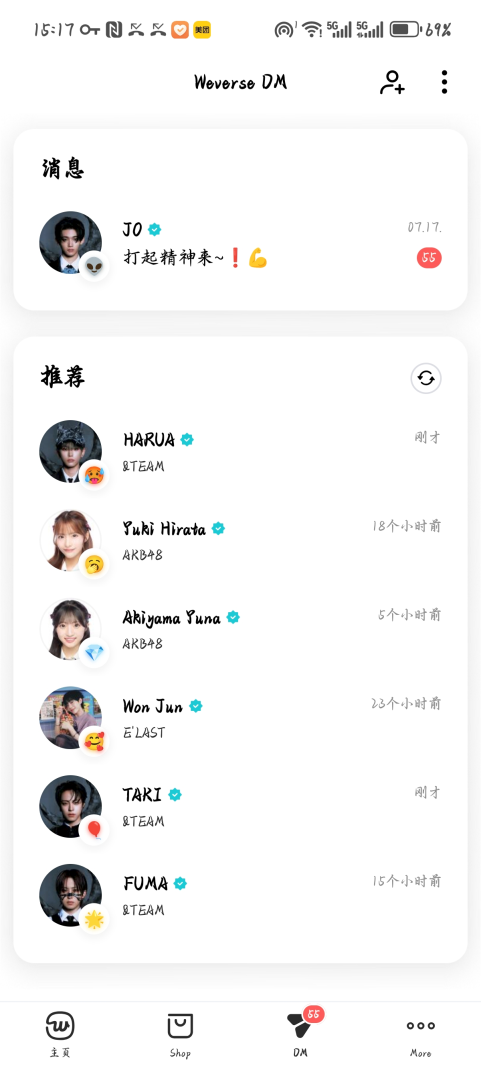 15:17
美团
5G
5G
69%
Weverse DM
消息
JO
07.17.
打起精神来~❗💪
55
推荐
HARUA
刚才
&TEAM
Yuki Hirata
18个小时前
AKB48
Akiyama Yuna
5个小时前
AKB48
Won Jun
23个小时前
E'LAST
TAKI
刚才
&TEAM
FUMA
15个小时前
&TEAM
55
主页
Shop
DM
More